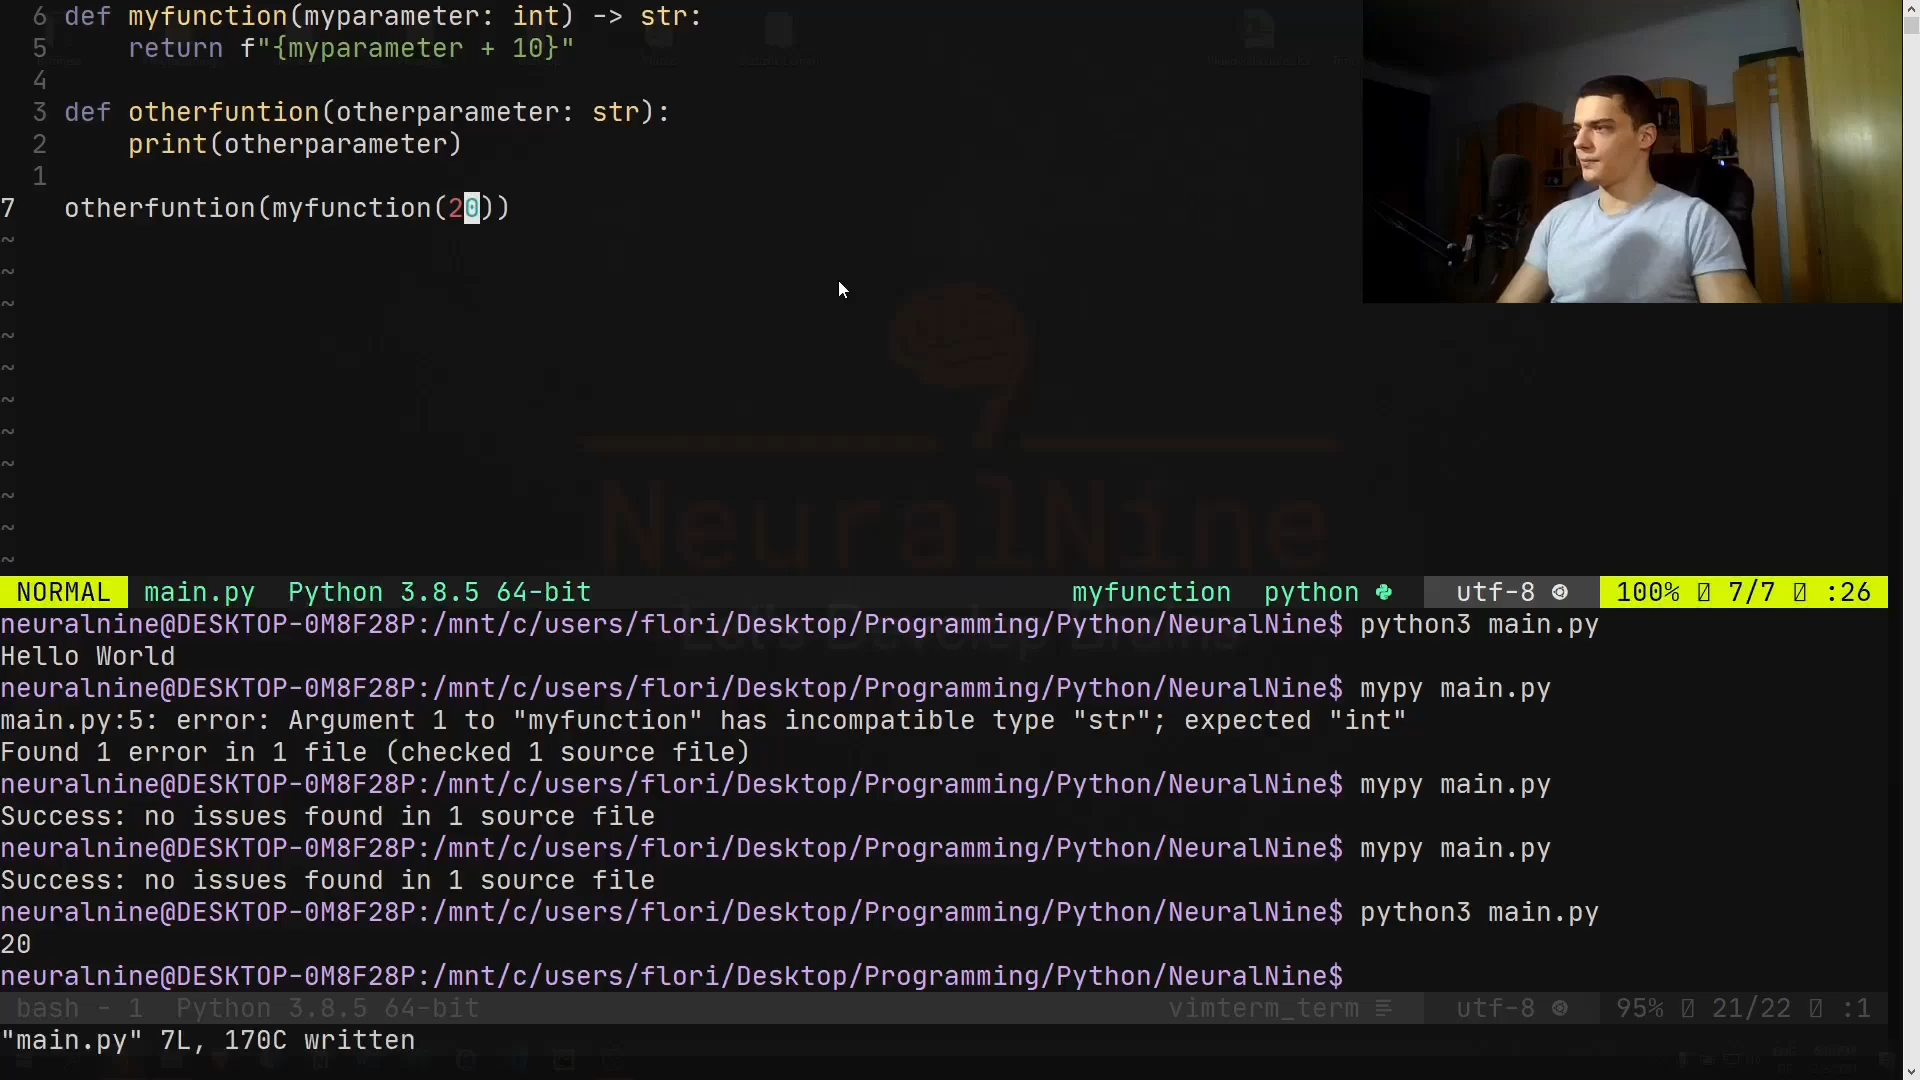 6 def myfunction(myparameter: int) -> str:
5     return f"{myparameter + 10}"
4
3 def otherfuntion(otherparameter: str):
2     print(otherparameter)
1
7   otherfuntion(myfunction(20))
~
~
~
~
~
~
~
~
~
~
~
NeuralNine
NORMAL main.py Python 3.8.5 64-bit myfunction python utf-8 100% 7/7 :26
Let's Develop Brains
neuralnine@DESKTOP-0M8F28P:/mnt/c/users/flori/Desktop/Programming/Python/NeuralNine$ python3 main.py
Hello World
neuralnine@DESKTOP-0M8F28P:/mnt/c/users/flori/Desktop/Programming/Python/NeuralNine$ mypy main.py
main.py:5: error: Argument 1 to "myfunction" has incompatible type "str"; expected "int"
Found 1 error in 1 file (checked 1 source file)
neuralnine@DESKTOP-0M8F28P:/mnt/c/users/flori/Desktop/Programming/Python/NeuralNine$ mypy main.py
Success: no issues found in 1 source file
neuralnine@DESKTOP-0M8F28P:/mnt/c/users/flori/Desktop/Programming/Python/NeuralNine$ mypy main.py
Success: no issues found in 1 source file
neuralnine@DESKTOP-0M8F28P:/mnt/c/users/flori/Desktop/Programming/Python/NeuralNine$ python3 main.py
20
neuralnine@DESKTOP-0M8F28P:/mnt/c/users/flori/Desktop/Programming/Python/NeuralNine$
bash - 1 Python 3.8.5 64-bit vimterm_term utf-8 95% 21/22 :1
"main.py" 7L, 170C written